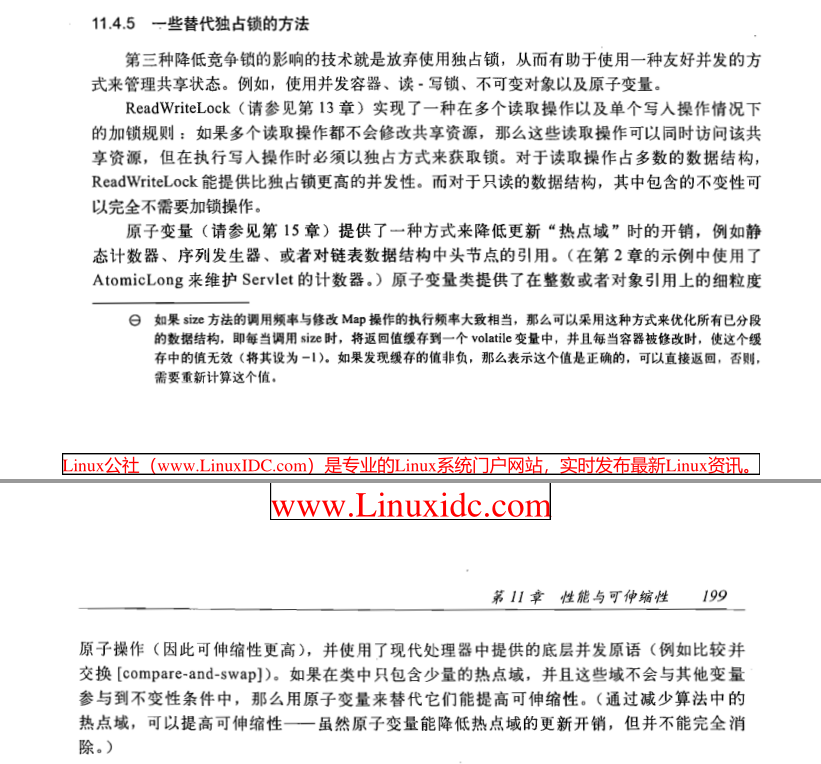 11.4.5 一些替代独占锁的方法
第三种降低竞争锁的影响的技术就是放弃使用独占锁，从而有助于使用一种友好并发的方
式来管理共享状态。例如，使用并发容器、读 - 写锁、不可变对象以及原子变量。
ReadWriteLock（请参见第 13 章）实现了一种在多个读取操作以及单个写入操作情况下
的加锁规则：如果多个读取操作都不会修改共享资源，那么这些读取操作可以同时访问该共
享资源，但在执行写入操作时必须以独占方式来获取锁。对于读取操作占多数的数据结构，
ReadWriteLock 能提供比独占锁更高的并发性。而对于只读的数据结构，其中包含的不变性可
以完全不需要加锁操作。
原子变量（请参见第 15 章）提供了一种方式来降低更新“热点域”时的开销，例如静
态计数器、序列发生器、或者对链表数据结构中头节点的引用。（在第 2 章的示例中使用了
AtomicLong 来维护 Servlet 的计数器。）原子变量类提供了在整数或者对象引用上的细粒度
㊀ 如果 size 方法的调用频率与修改 Map 操作的执行频率大致相当，那么可以采用这种方式来优化所有已分段
的数据结构，即每当调用 size 时，将返回值缓存到一个 volatile 变量中，并且每当容器被修改时，使这个缓
存中的值无效（将其设为 −1）。如果发现缓存的值非负，那么表示这个值是正确的，可以直接返回，否则，
需要重新计算这个值。
Linux公社（www.LinuxIDC.com）是专业的Linux系统门户网站，实时发布最新Linux资讯。
www.Linuxidc.com
第 11 章 性能与可伸缩性 199
原子操作（因此可伸缩性更高），并使用了现代处理器中提供的底层并发原语（例如比较并
交换 [compare-and-swap]）。如果在类中只包含少量的热点域，并且这些域不会与其他变量
参与到不变性条件中，那么用原子变量来替代它们能提高可伸缩性。（通过减少算法中的
热点域，可以提高可伸缩性——虽然原子变量能降低热点域的更新开销，但并不能完全消
除。）